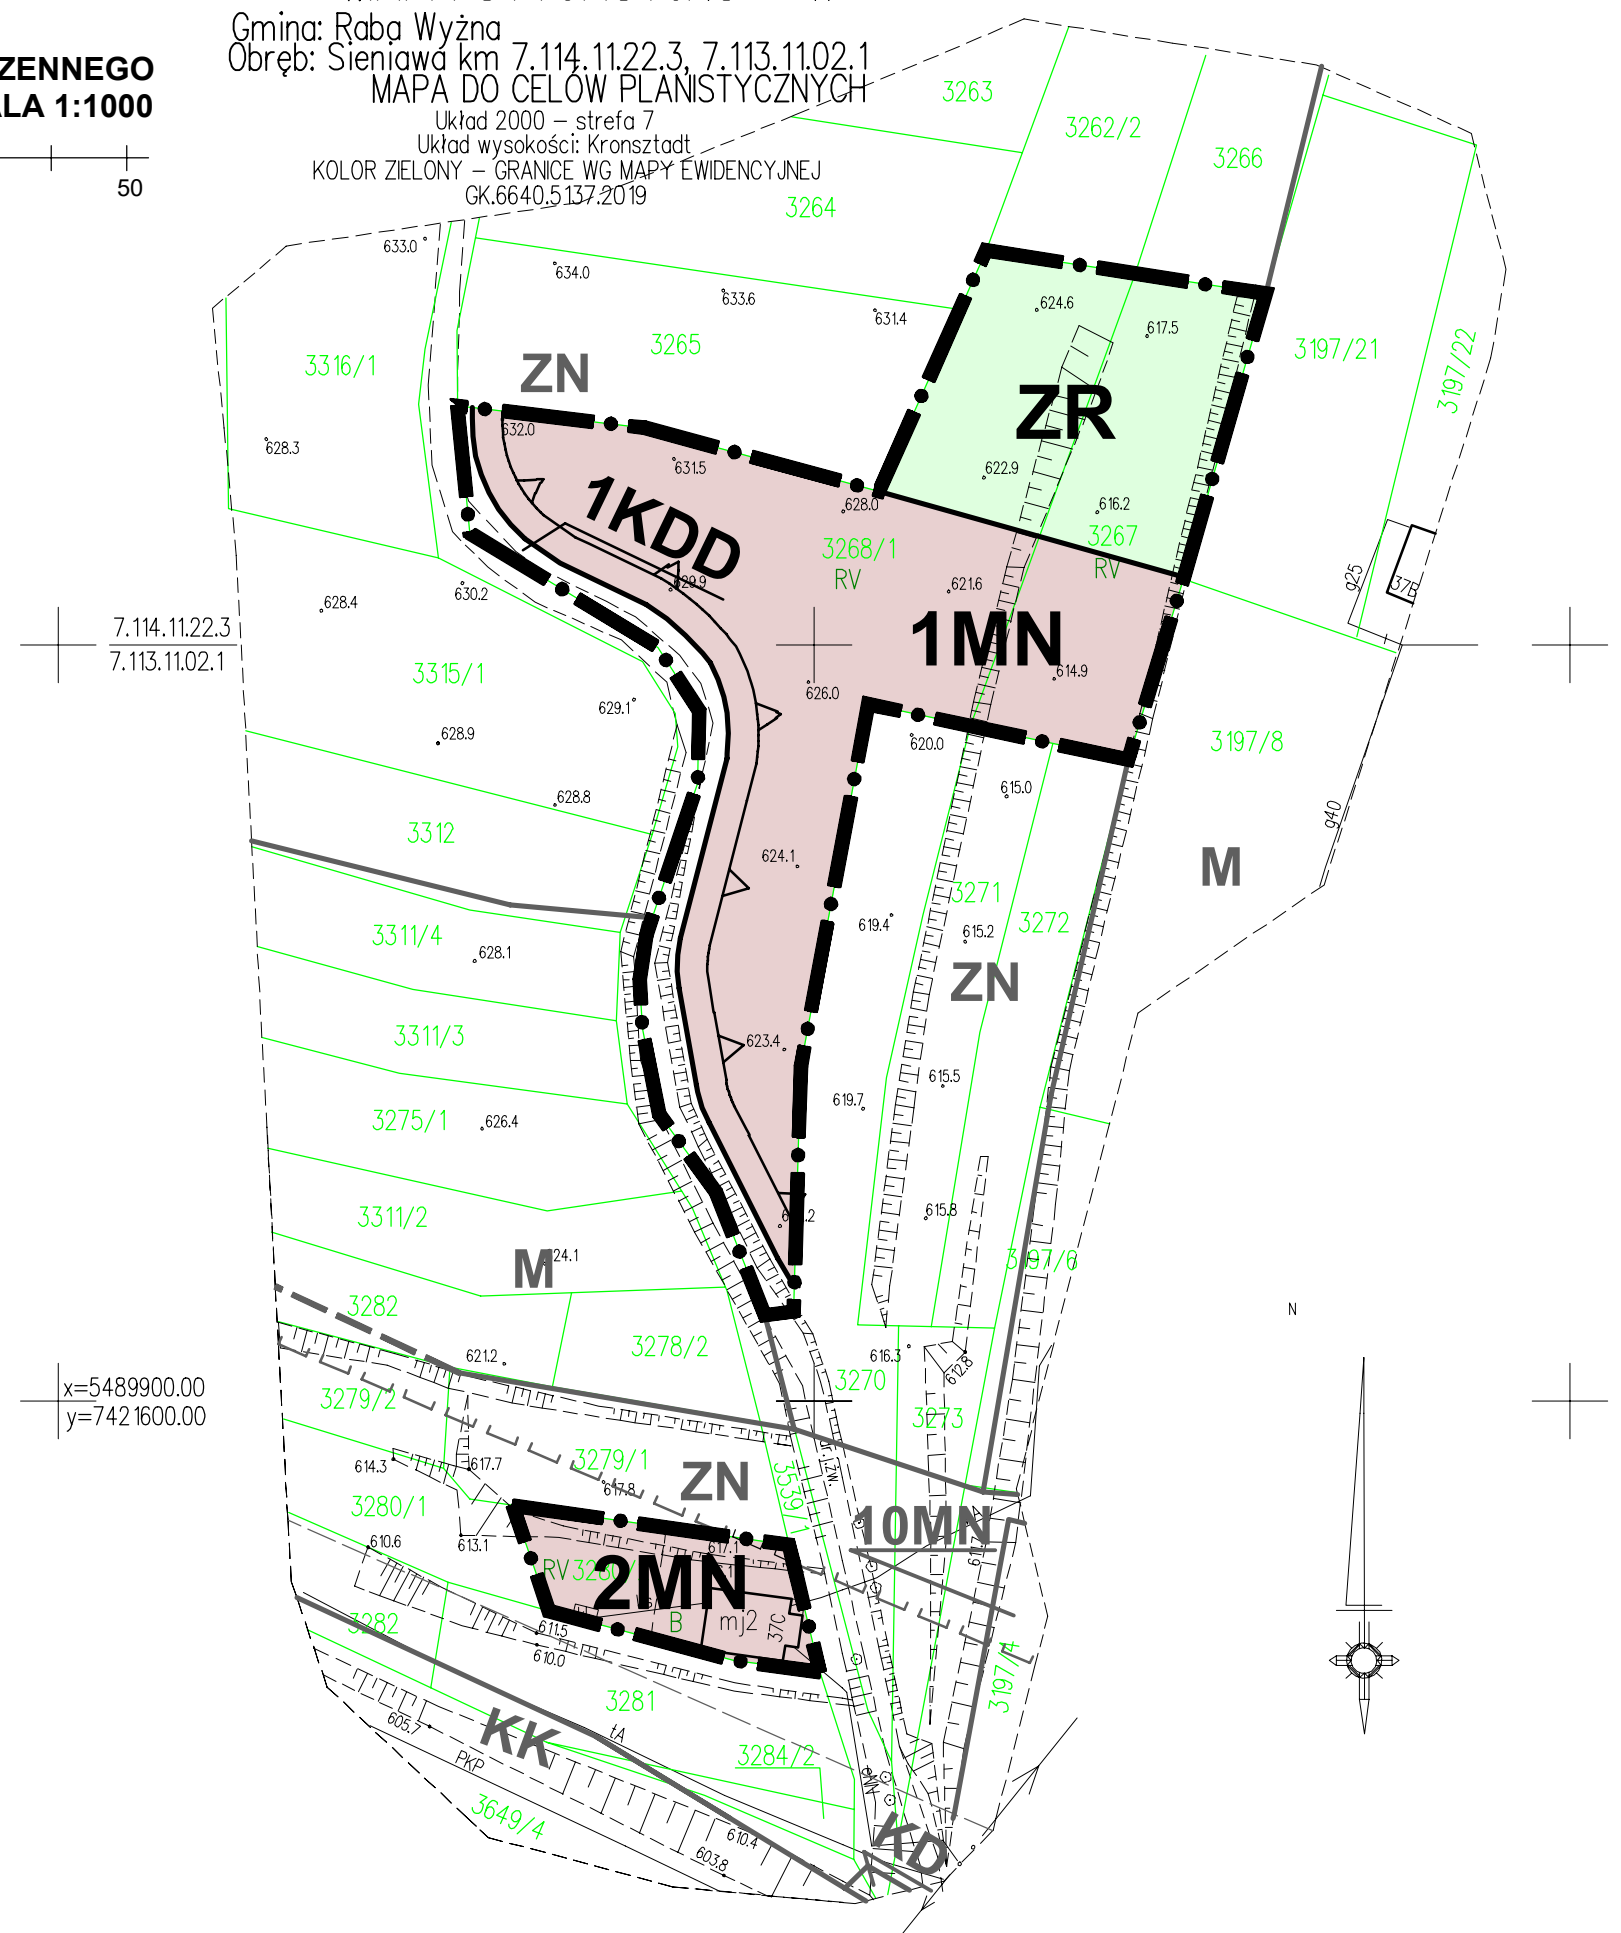 Gmina: Raba Wyżna
Obręb: Sieniawa km 7.114.11.22.3, 7.113.11.02.1
MAPA DO CELÓW PLANISTYCZNYCH
Układ 2000 – strefa 7
Układ wysokości: Kronsztadt
KOLOR ZIELONY – GRANICE WG MAPY EWIDENCYJNEJ
GK.6640.5137.2019
ZENNEGO
LA 1:1000
50
3263
3262/2
3266
3264
633.0
634.0
633.6
631.4
624.6
617.5
3265
3316/1
ZN
3197/21
3197/22
ZR
632.0
628.3
631.5
622.9
628.0
616.2
1KDD
3268/1
RV
3267
RV
g25
37B
629.9
621.6
630.2
628.4
7.114.11.22.3
7.113.11.02.1
1MN
614.9
3315/1
626.0
629.1
628.9
620.0
3197/8
615.0
628.8
g40
3312
624.1
M
3271
3272
619.4
615.2
3311/4
628.1
ZN
3311/3
623.4
615.5
619.7
3275/1
626.4
615.8
3311/2
3197/6
M
24.1
3282
N
3278/2
621.2
616.3
612.8
x=5489900.00
y=7421600.00
3279/2
3270
3273
3279/1
614.3
617.7
617.8
ZN
3539/1
3280/1
10MN
610.6
613.1
617.1
RV
2MN
B
mj2
37C
3282
611.5
610.0
3197/4
3281
605.7
KK
tA
3284/2
PKP
3649/4
610.4
603.8
KD